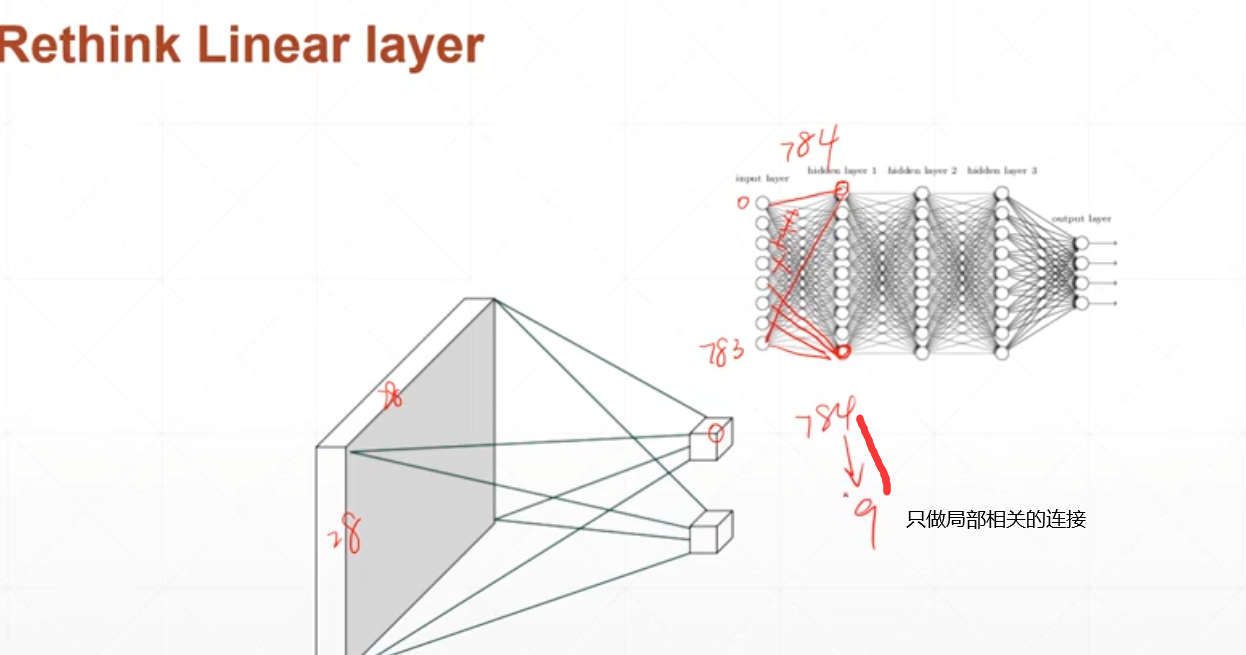 Rethink Linear layer
784
input layer
hidden layer 1 hidden layer 2 hidden layer 3
0
output layer
783
28
784
0
9
只做局部相关的连接
28